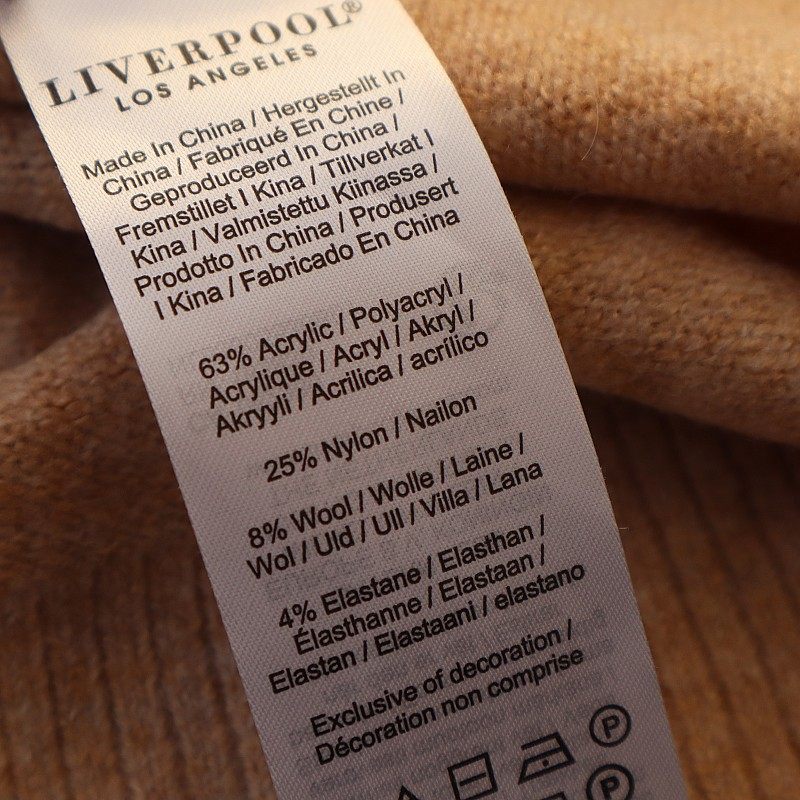 LIVERPOOL®
LOS ANGELES
Made In China / Hergestellt In
China / Fabriqué En Chine /
Geproduceerd In China /
Fremstillet I Kina / Tillverkat I
Kina / Valmistettu Kiinassa /
Prodotto In China / Produsert
I Kina / Fabricado En China
63% Acrylic / Polyacryl /
Acrylique / Acryl / Akryl /
Akryyli / Acrilica / acrílico
25% Nylon / Nailon
8% Wool / Wolle / Laine /
Wol / Uld / Ull / Villa / Lana
4% Elastane / Elasthan /
Élasthanne / Elastaan /
Elastan / Elastaani / elastano
Exclusive of decoration /
Décoration non comprise
P
P